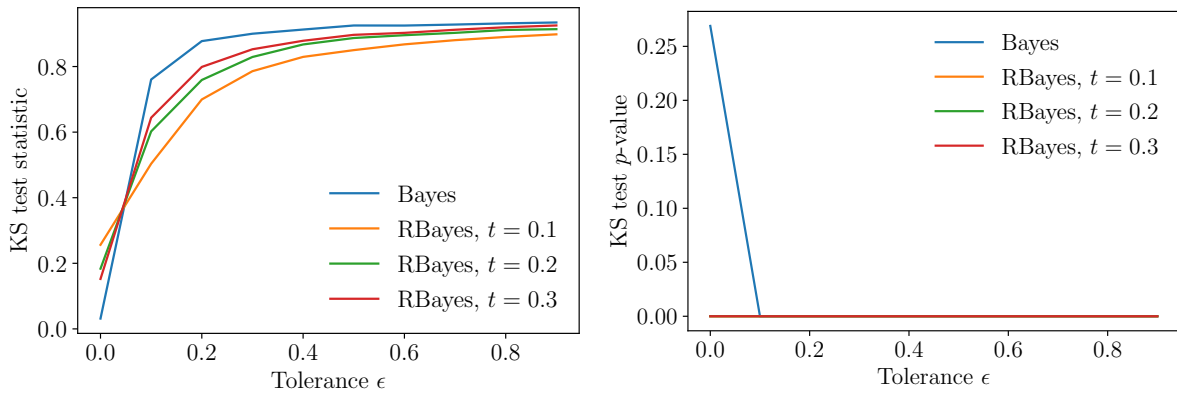 KS test statistic
0.8
0.6
0.4
0.2
0.0
Bayes
RBayes, t = 0.1
RBayes, t = 0.2
RBayes, t = 0.3
0.0 0.2 0.4 0.6 0.8
Tolerance ϵ
KS test p-value
0.25
0.20
0.15
0.10
0.05
0.00
Bayes
RBayes, t = 0.1
RBayes, t = 0.2
RBayes, t = 0.3
0.0 0.2 0.4 0.6 0.8
Tolerance ϵ